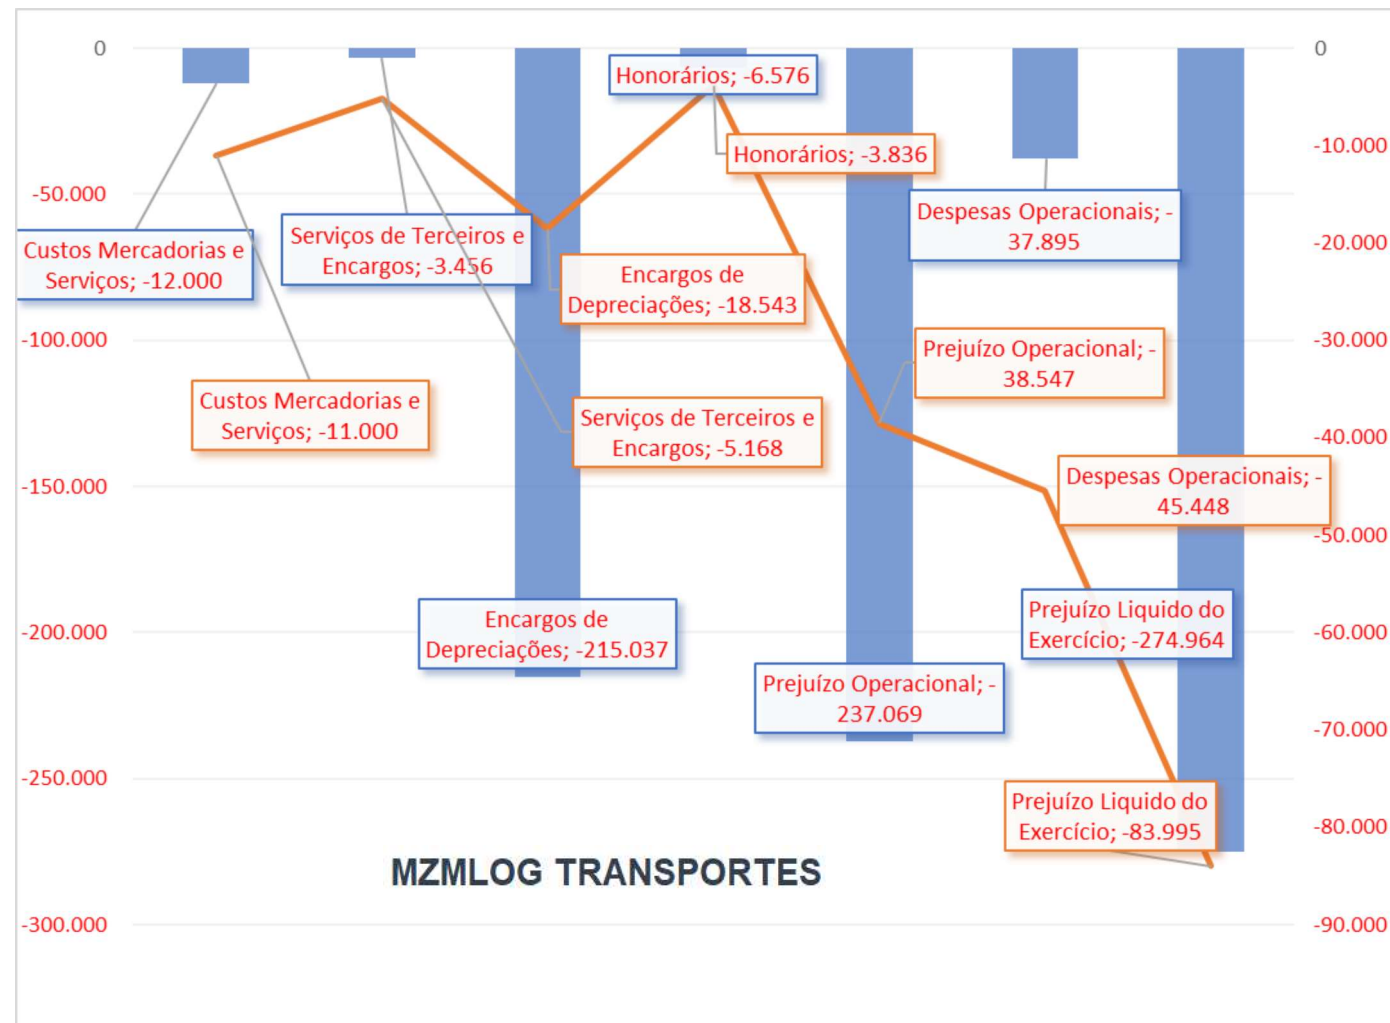 0
0
Honorários; -6.576
-10.000
Honorários; -3.836
-50.000
Despesas Operacionais; -
37.895
Serviços de Terceiros e
Encargos; -3.456
Custos Mercadorias e
Serviços; -12.000
-20.000
Encargos de
Depreciações; -18.543
-100.000
-30.000
Prejuízo Operacional; -
38.547
Custos Mercadorias e
Serviços; -11.000
Serviços de Terceiros e
Encargos; -5.168
-40.000
-150.000
Despesas Operacionais; -
45.448
-50.000
Encargos de
Depreciações; -215.037
Prejuízo Liquido do
Exercício; -274.964
-200.000
-60.000
Prejuízo Operacional; -
237.069
-70.000
-250.000
Prejuízo Liquido do
Exercício; -83.995
-80.000
MZMLOG TRANSPORTES
-300.000
-90.000